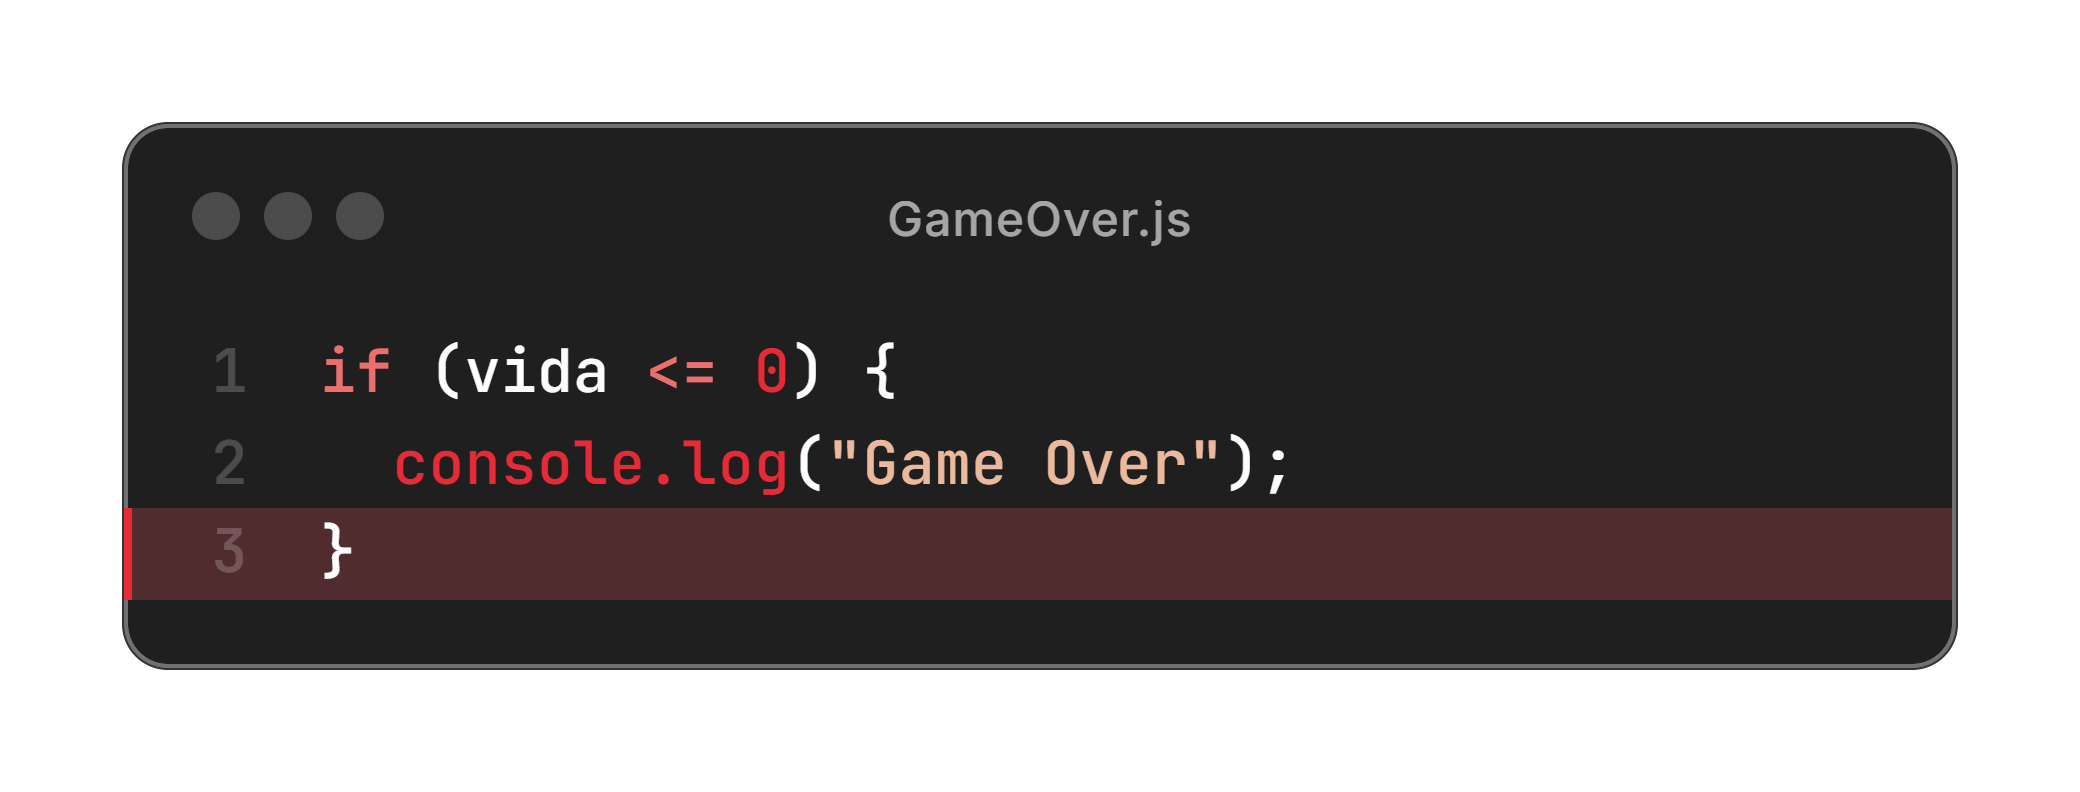 GameOver.js
1 if (vida <= 0) {
2   console.log("Game Over");
3 }